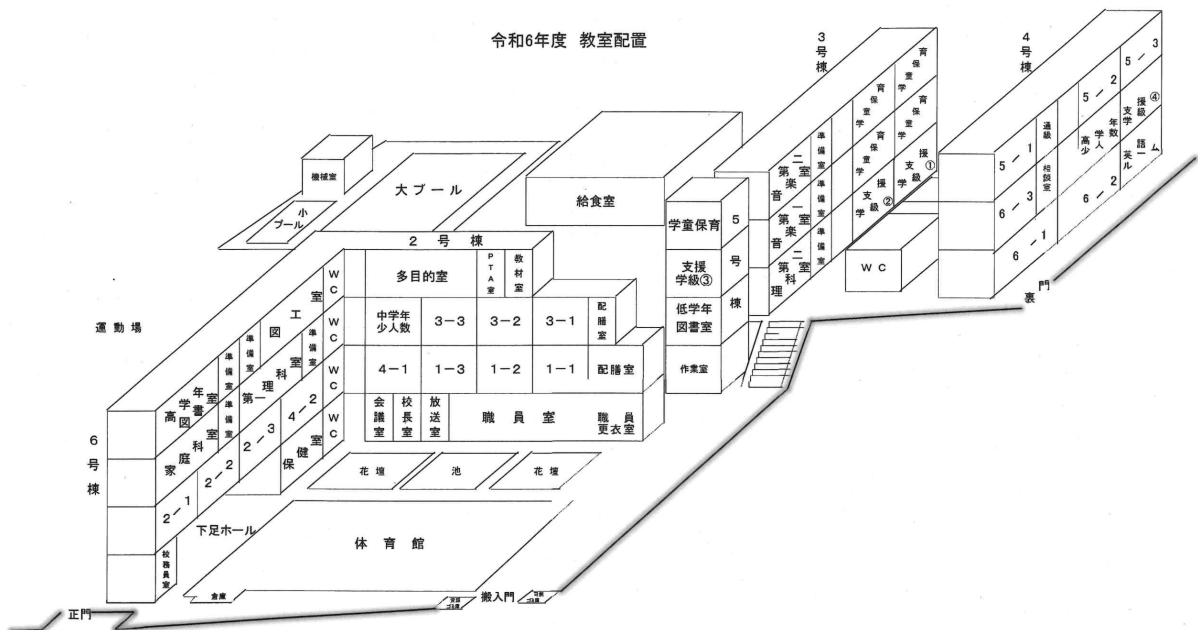 令和6年度 教室配置
3号棟
4号棟
機械室
大プール
小プール
給食室
運動場
2号棟
多目的室
PTA室
教材室
中学年少人数
3-3
3-2
3-1
配膳室
4-1
1-3
1-2
1-1
配膳室
会議室
校長室
放送室
職員室
職員更衣室
5号棟
学童保育
支援学級③
低学年図書室
作業室
第二音楽室
準備室
学童保育
学童保育
第一音楽室
準備室
学童保育
学童保育
第二理科室
準備室
支援学級②
支援学級①
WC
5-1
通級
5-2
5-3
6-3
相談室
高学年少人数
支援学級④
6-1
6-2
英語ルーム
裏門
6号棟
高学年図書室
準備室
図工室
準備室
WC
家庭科室
準備室
第一理科室
準備室
WC
2-1
2-2
2-3
4-2
WC
校務員室
下足ホール
保健室
WC
花壇
池
花壇
体育館
倉庫
搬入門
正門